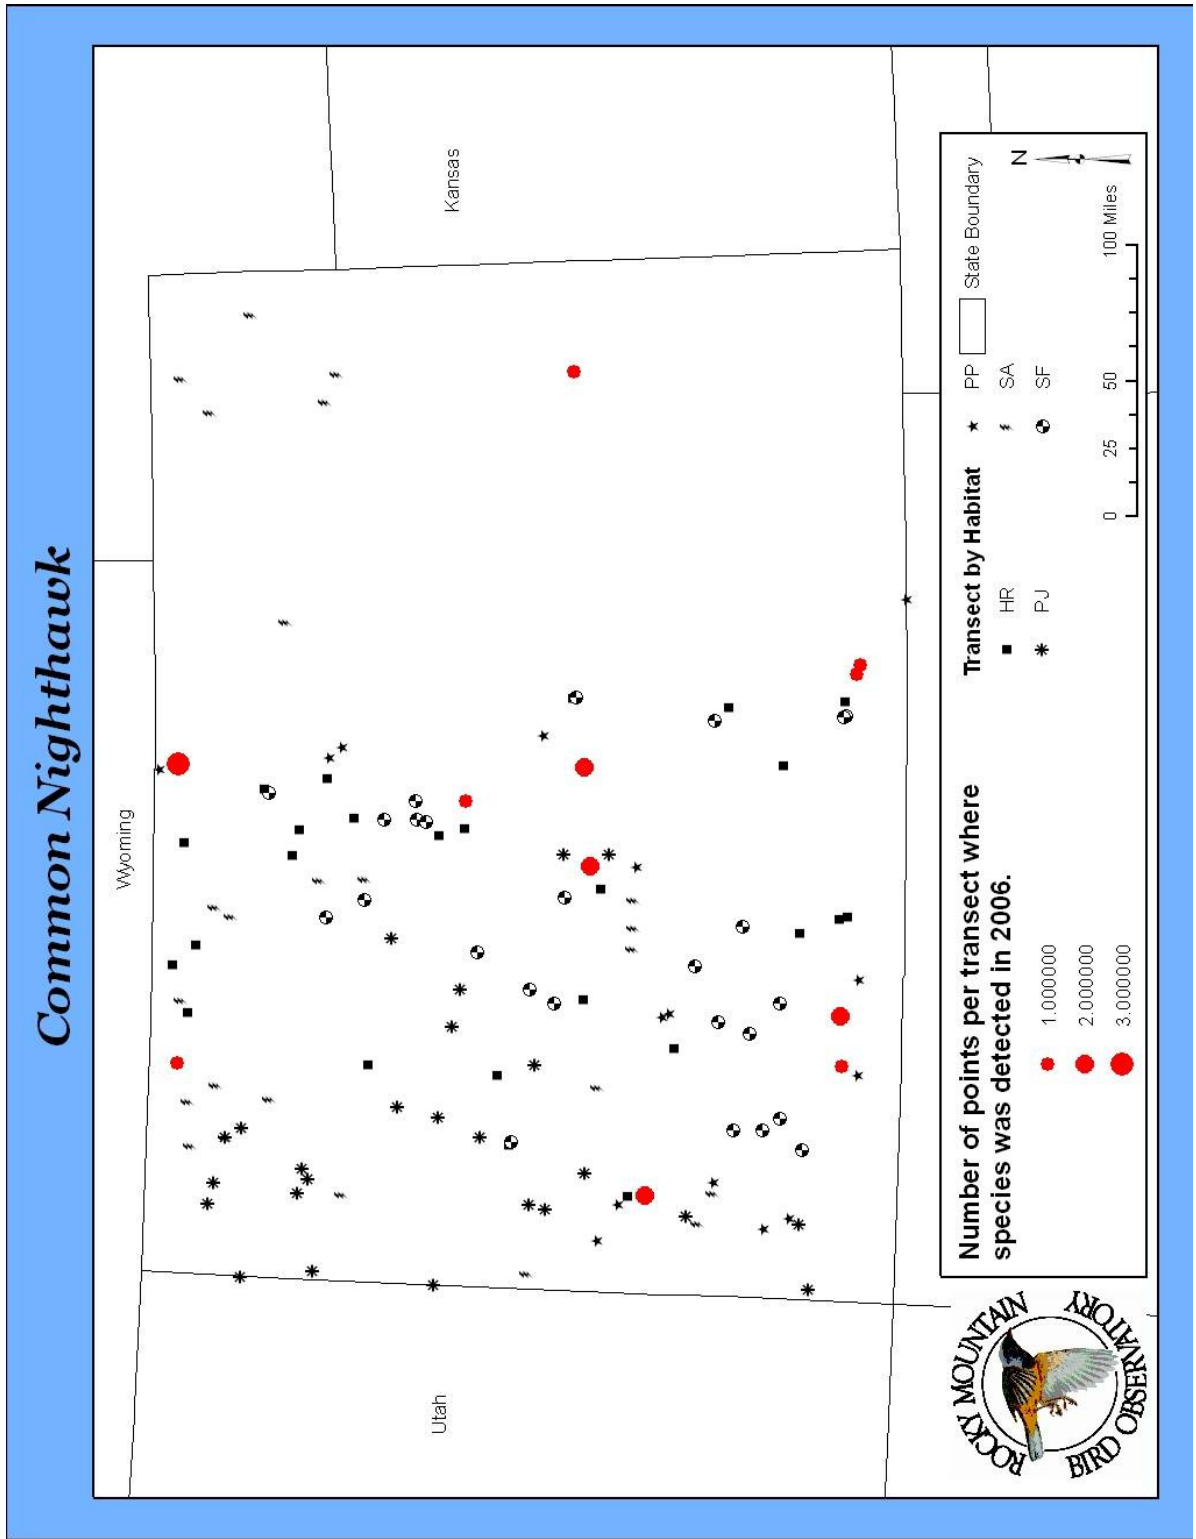 Common Nighthawk
Wyoming
Utah
Kansas
Number of points per transect where
species was detected in 2006.
1.000000
2.000000
3.000000
Transect by Habitat
HR
PJ
PP
SA
SF
State Boundary
N
0 25 50 100 Miles
ROCKY MOUNTAIN
BIRD OBSERVATORY